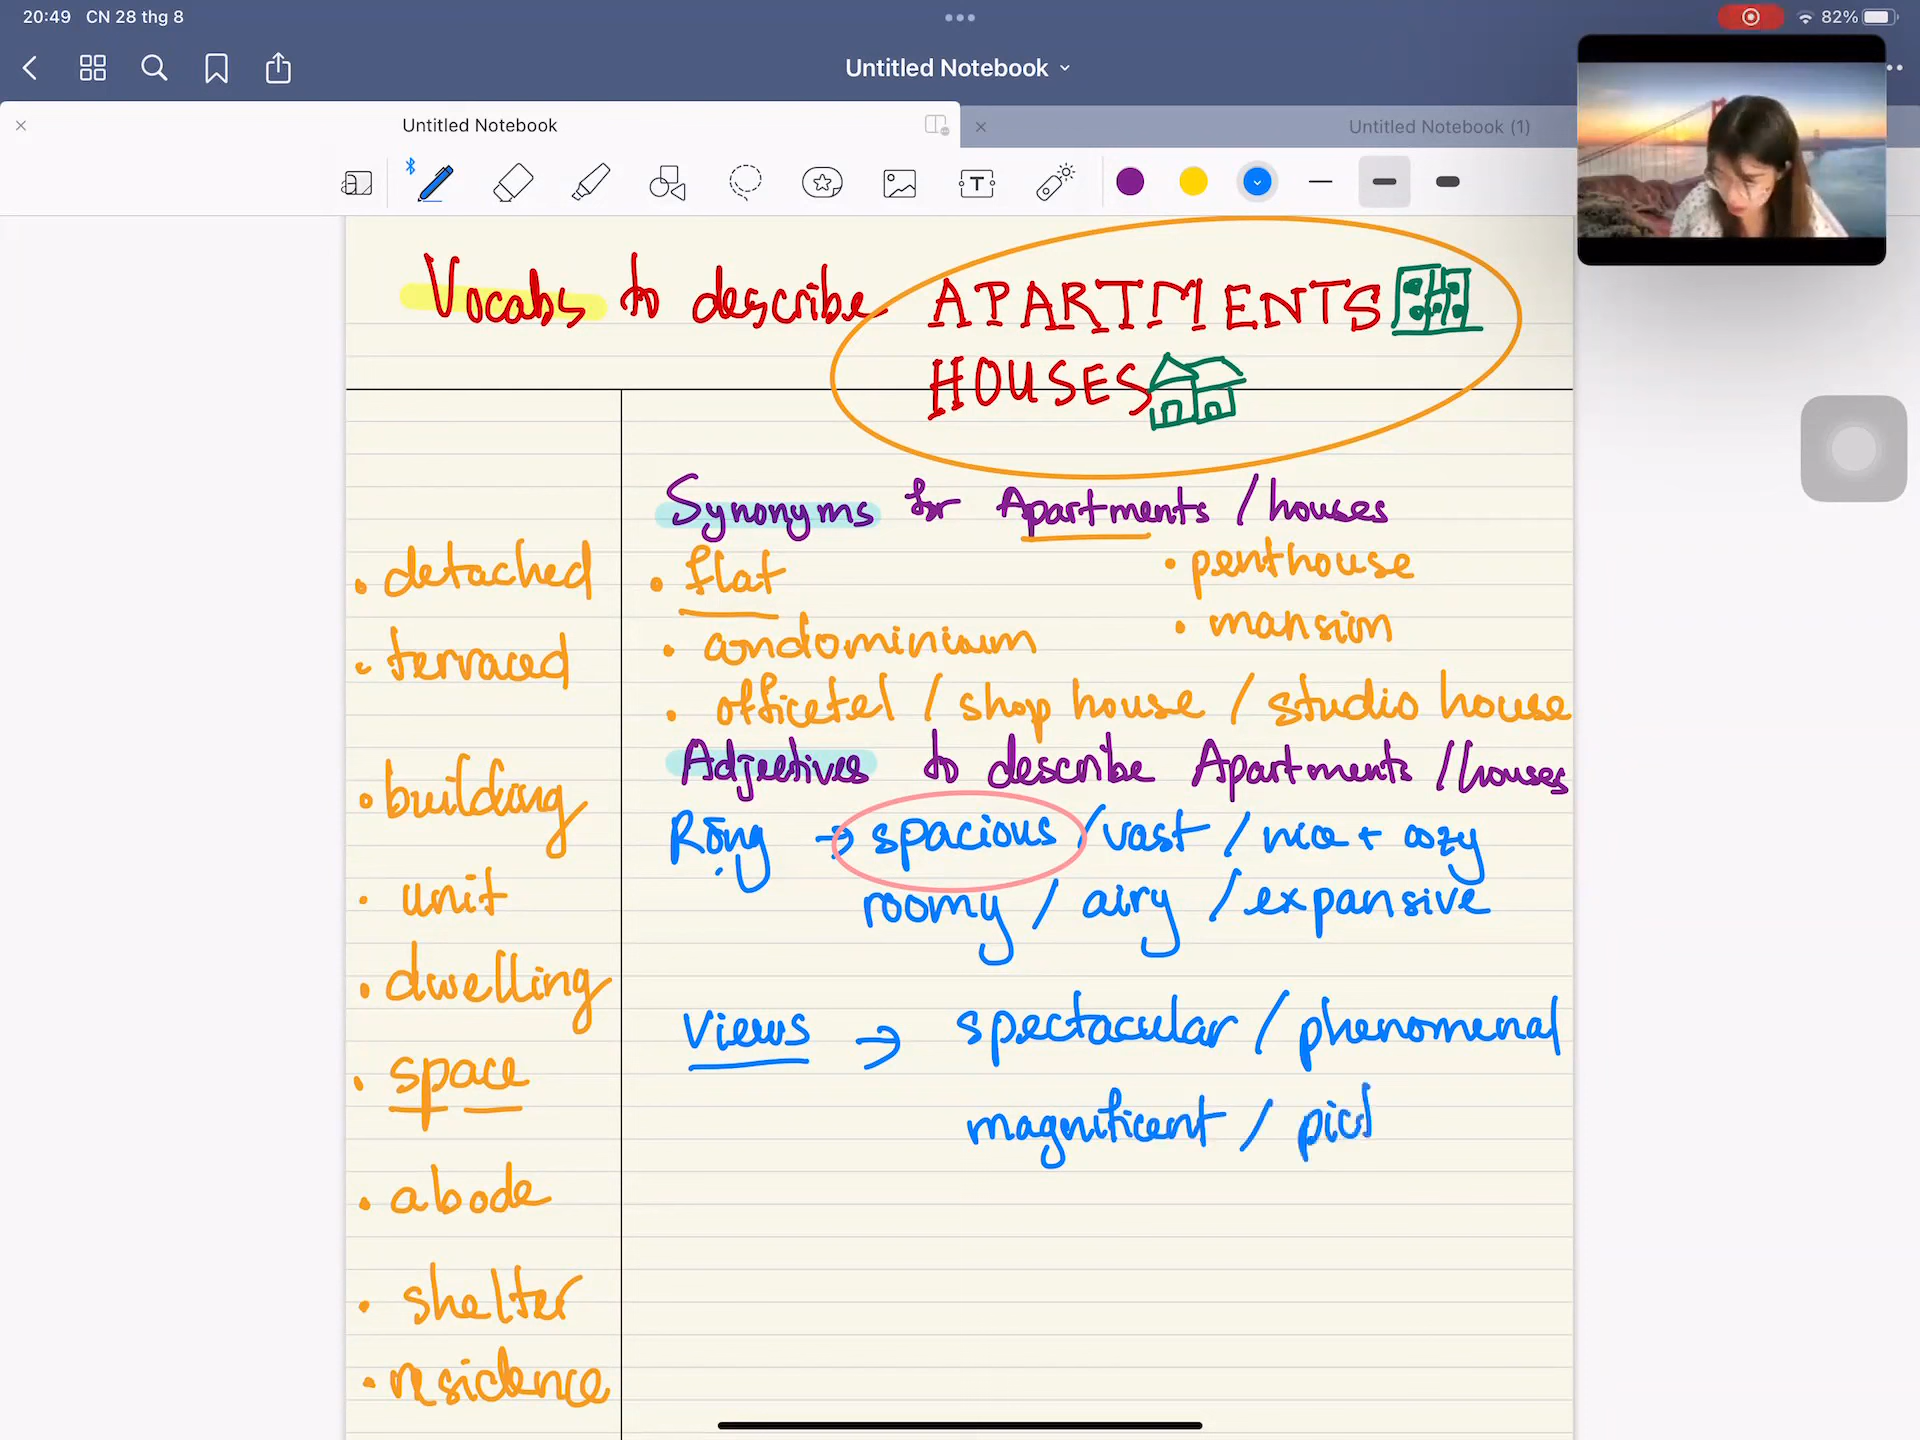 20:49 CN 28 thg 8
82%
Untitled Notebook
Untitled Notebook
Untitled Notebook (1)
Vocabs to describe APARTMENTS
HOUSES
Synonyms for Apartments / houses
• flat
• penthouse
• condominium
• mansion
• officetel / shop house / studio house
Adjectives to describe Apartments / houses
Rộng → spacious / vast / nice + cozy
roomy / airy / expansive
Views → spectacular / phenomenal
magnificent / pict
• detached
• terraced
• building
• unit
• dwelling
• space
• abode
• shelter
• residence